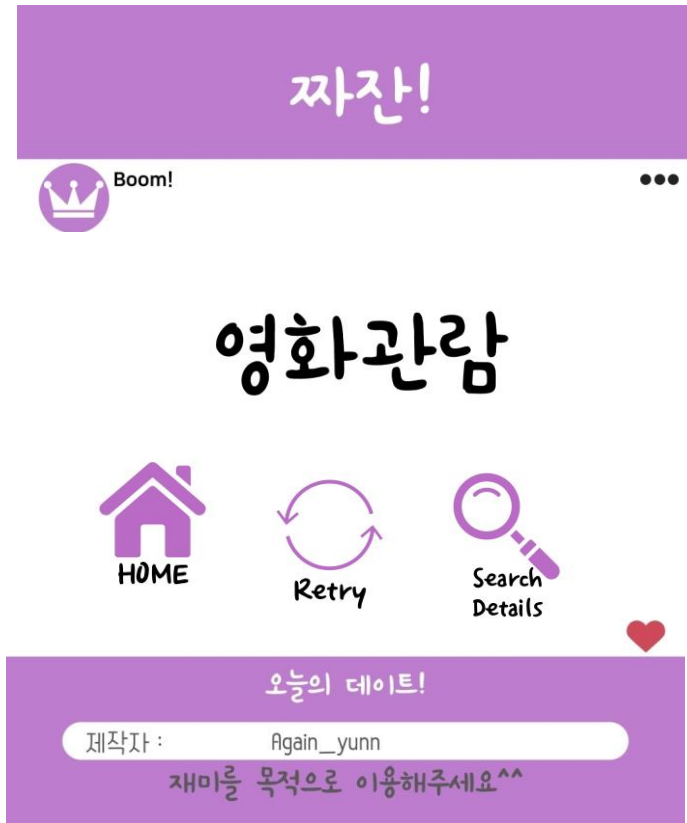 짜잔!
Boom!
영화관람
HOME
Retry
Search
Details
오늘의 데이트!
제작자 : Again_yunn
재미를 목적으로 이용해주세요^^